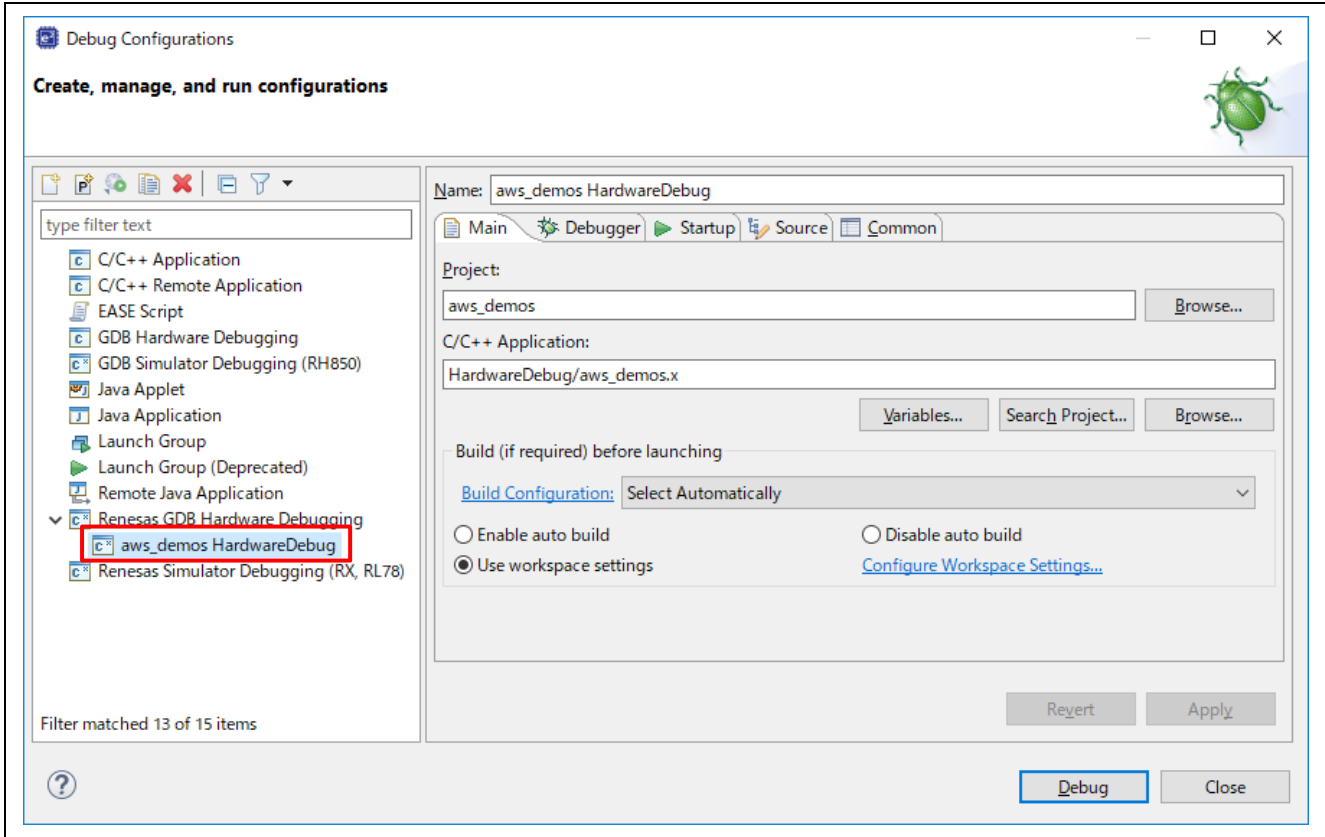 Debug Configurations
Create, manage, and run configurations
type filter text
C/C++ Application
C/C++ Remote Application
EASE Script
GDB Hardware Debugging
GDB Simulator Debugging (RH850)
Java Applet
Java Application
Launch Group
Launch Group (Deprecated)
Remote Java Application
Renesas GDB Hardware Debugging
aws_demos HardwareDebug
Renesas Simulator Debugging (RX, RL78)
Filter matched 13 of 15 items
Name: aws_demos HardwareDebug
Main Debugger Startup Source Common
Project:
aws_demos Browse...
C/C++ Application:
HardwareDebug/aws_demos.x
Variables... Search Project... Browse...
Build (if required) before launching
Build Configuration: Select Automatically
Enable auto build Disable auto build
Use workspace settings Configure Workspace Settings...
Revert Apply
Debug Close